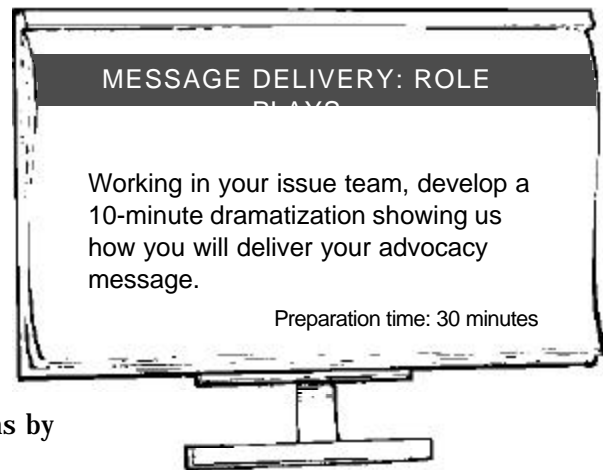 MESSAGE DELIVERY: ROLE
Working in your issue team, develop a
10-minute dramatization showing us
how you will deliver your advocacy
message.
Preparation time: 30 minutes
by